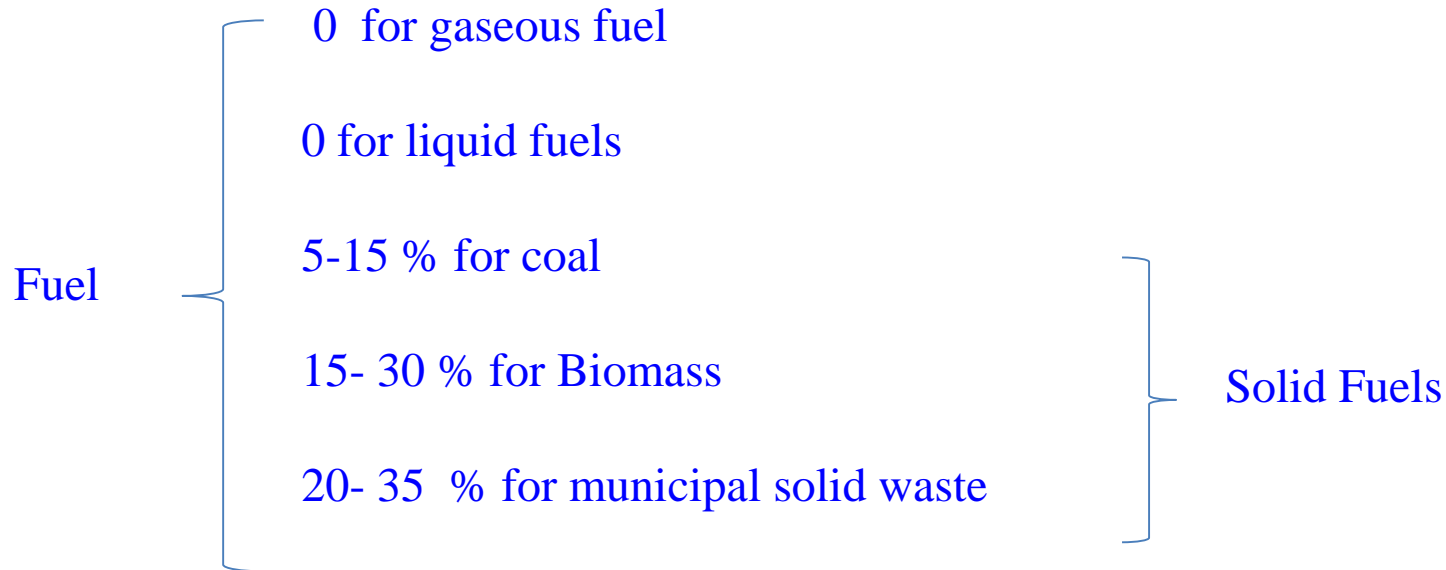 0 for gaseous fuel
0 for liquid fuels
5-15 % for coal
Fuel
15- 30 % for Biomass
Solid Fuels
20- 35 % for municipal solid waste